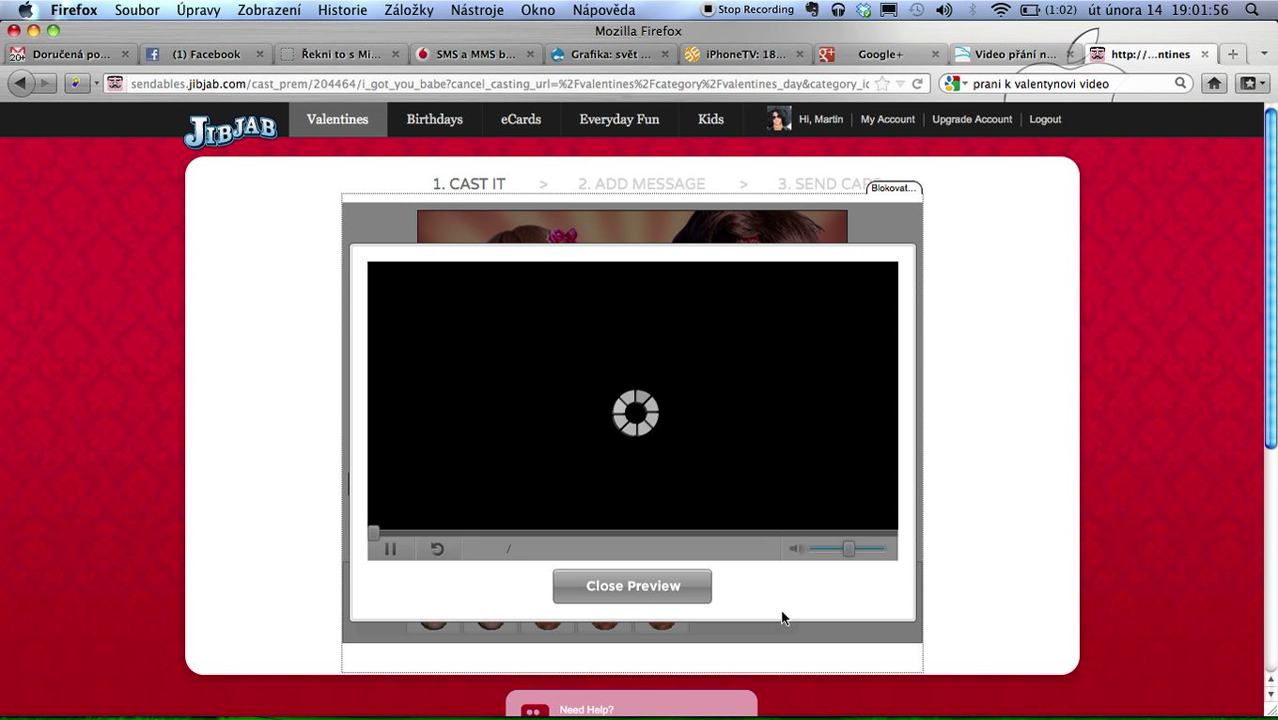 Firefox Soubor Úpravy Zobrazení Historie Záložky Nástroje Okno Nápověda Stop Recording (1:02) út února 14 19:01:56
Mozilla Firefox
20+ Doručená po... (1) Facebook Řekni to s Mi... SMS a MMS b... Grafika: svět ... iPhoneTV: 18... Google+ Video přání n... http://...ntines
sendables.jibjab.com/cast_prem/204464/i_got_you_babe?cancel_casting_url=%2Fvalentines%2Fcategory%2Fvalentines_day&category_ic prani k valentynovi video
JIBJAB Valentines Birthdays eCards Everyday Fun Kids Hi, Martin My Account Upgrade Account Logout
1. CAST IT > 2. ADD MESSAGE > 3. SEND CARD
Blokovat...
/
Close Preview
Need Help?